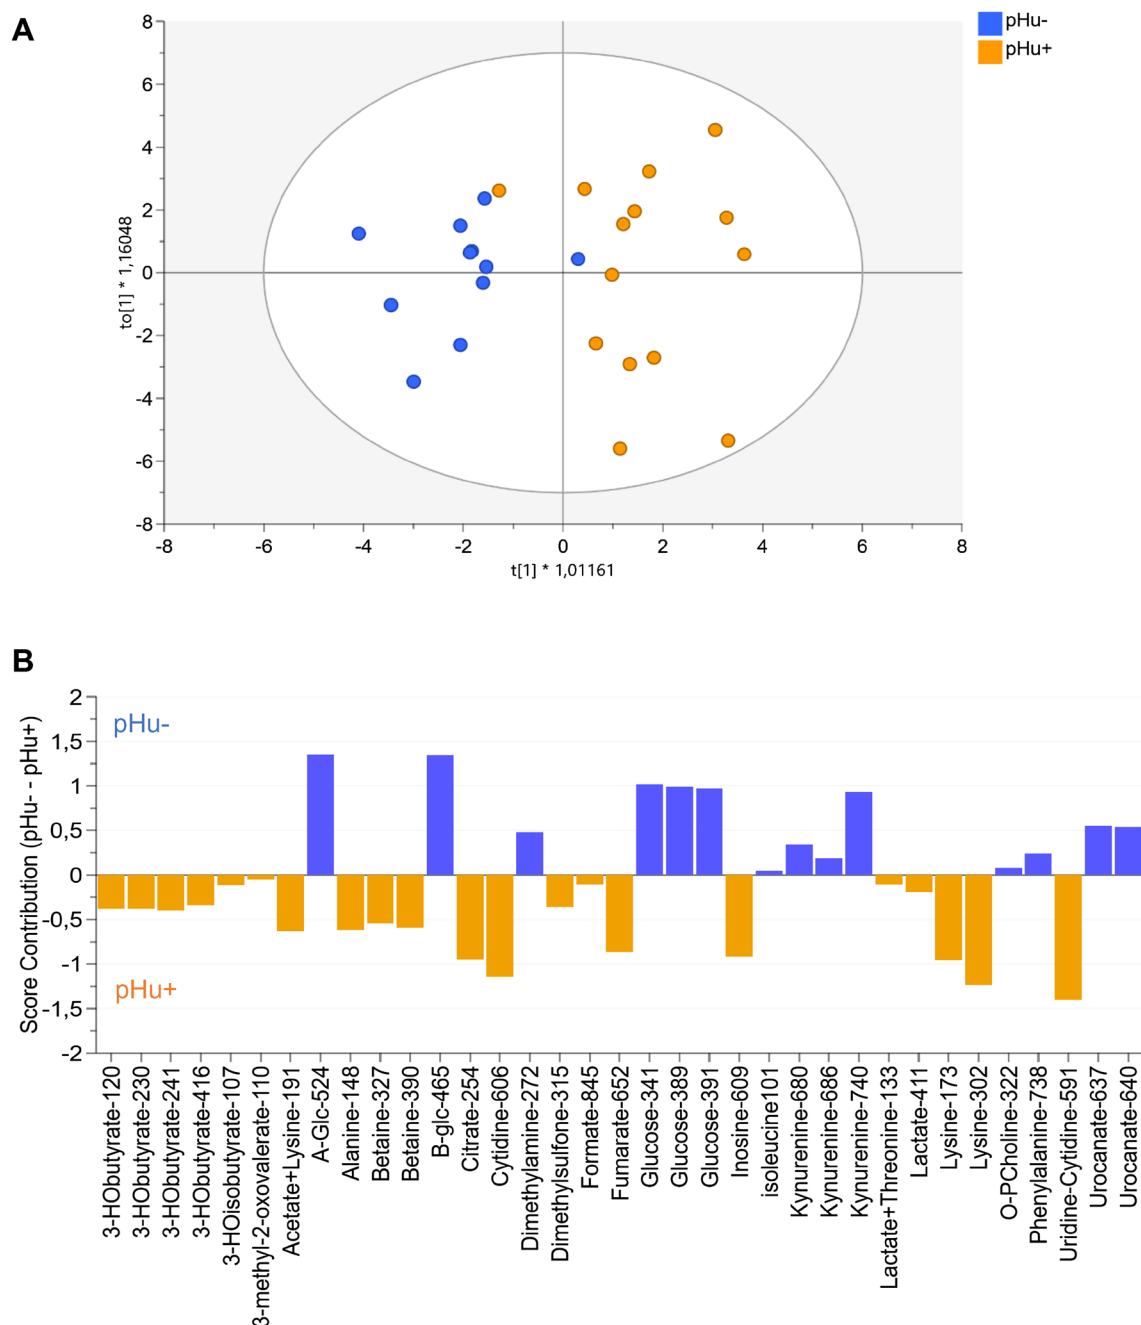 A
pHu-
pHu+
8
6
4
2
0
-2
-4
-6
-8
to[1] * 1,16048
-8 -6 -4 -2 0 2 4 6 8
t[1] * 1,01161
B
pHu-
pHu+
2
1,5
1
0,5
0
-0,5
-1
-1,5
-2
Score Contribution (pHu- - pHu+)
3-HObutyrate-120
3-HObutyrate-230
3-HObutyrate-241
3-HObutyrate-416
3-HOisobutyrate-107
3-methyl-2-oxovalerate-110
Acetate+Lysine-191
A-Glc-524
Alanine-148
Betaine-327
Betaine-390
B-glc-465
Citrate-254
Cytidine-606
Dimethylamine-272
Dimethylsulfone-315
Formate-845
Fumarate-652
Glucose-341
Glucose-389
Glucose-391
Inosine-609
isoleucine101
Kynurenine-680
Kynurenine-686
Kynurenine-740
Lactate+Threonine-133
Lactate-411
Lysine-173
Lysine-302
O-PCholine-322
Phenylalanine-738
Uridine-Cytidine-591
Urocanate-637
Urocanate-640